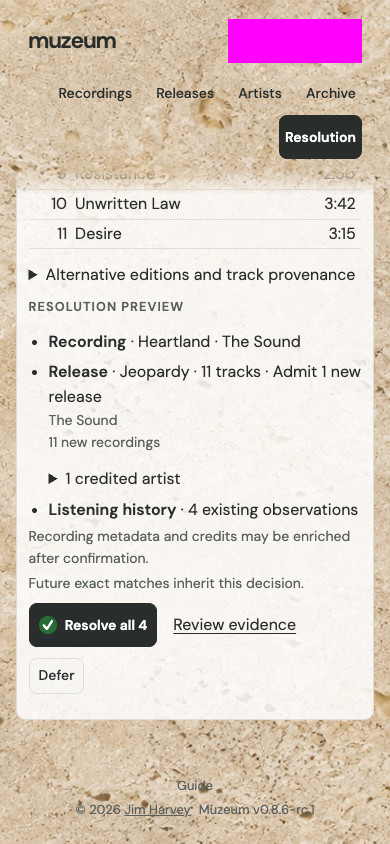 muzeum
Recordings Releases Artists Archive
Resolution
9 Resistance 2:56
10 Unwritten Law 3:42
11 Desire 3:15
Alternative editions and track provenance
RESOLUTION PREVIEW
Recording · Heartland · The Sound
Release · Jeopardy · 11 tracks · Admit 1 new
release
The Sound
11 new recordings
1 credited artist
Listening history · 4 existing observations
Recording metadata and credits may be enriched
after confirmation.
Future exact matches inherit this decision.
Resolve all 4 Review evidence
Defer
Guide
© 2026 Jim Harvey Muzeum v0.8.6-rc.1